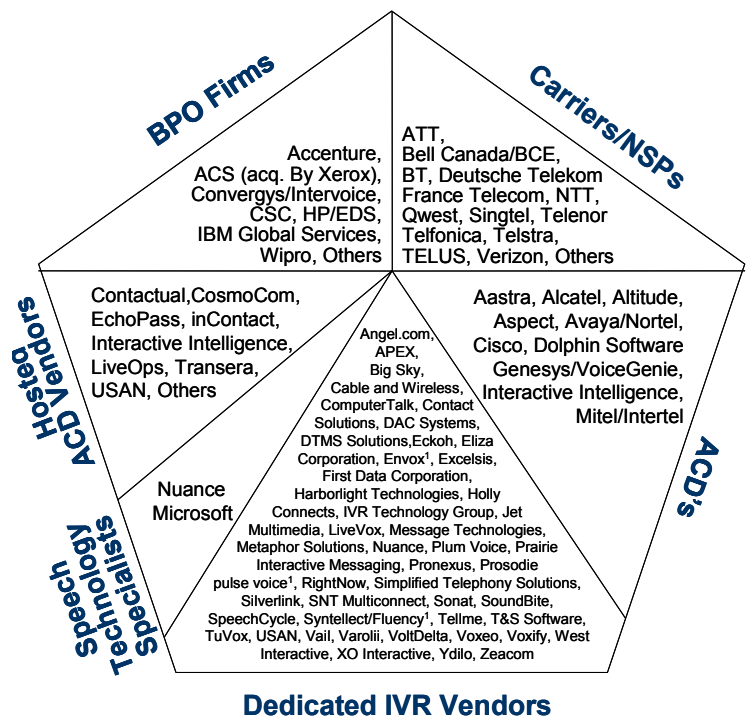 BPO Firms
Carriers/NSPs
Accenture,
ACS (acq. By Xerox),
Convergys/Intervoice,
CSC, HP/EDS
IBM Global Services,
Wipro, Others
ATT,
Bell Canada/BCE,
BT, Deutsche Telekom
France Telecom, NTT,
Qwest, Singtel, Telenor
Telfonica, Telstra,
TELUS, Verizon, Others
Hosted
ACD Vendors
Contactual,CosmoCom,
EchoPass, inContact,
Interactive Intelligence,
LiveOps, Transera,
USAN, Others
Aastra, Alcatel, Altitude,
Aspect, Avaya/Nortel,
Cisco, Dolphin Software
Genesys/VoiceGenie,
Interactive Intelligence,
Mitel/Intertel
ACD's
Speech
Technology
Specialists
Nuance
Microsoft
Angel.com,
APEX,
Big Sky,
Cable and Wireless,
ComputerTalk, Contact
Solutions, DAC Systems,
DTMS Solutions,Eckoh, Eliza
Corporation, Envox¹, Excelsis,
First Data Corporation,
Harborlight Technologies, Holly
Connects, IVR Technology Group, Jet
Multimedia, LiveVox, Message Technologies,
Metaphor Solutions, Nuance, Plum Voice, Prairie
Interactive Messaging, Pronexus, Prosodie
pulse voice¹, RightNow, Simplified Telephony Solutions,
Silverlink, SNT Multiconnect, Sonat, SoundBite,
SpeechCycle, Syntellect/Fluency¹, Tellme, T&S Software,
TuVox, USAN, Vail, Varolii, VoltDelta, Voxeo, Voxify, West
Interactive, XO Interactive, Ydilo, Zeacom
Dedicated IVR Vendors